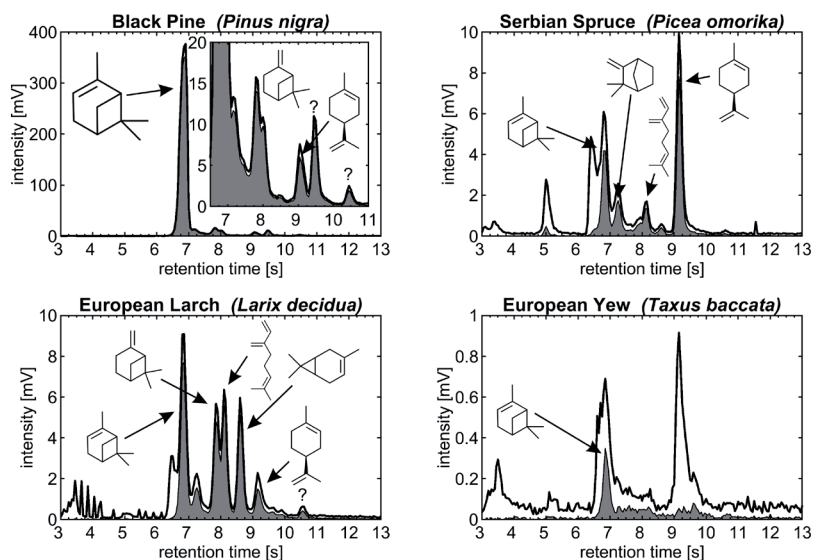 Black Pine (Pinus nigra)
400
300
200
100
0
intensity [mV]
20
15
10
5
0
7 8 9 10 11
?
?
3 4 5 6 7 8 9 10 11 12 13
retention time [s]
Serbian Spruce (Picea omorika)
10
8
6
4
2
0
intensity [mV]
3 4 5 6 7 8 9 10 11 12 13
retention time [s]
European Larch (Larix decidua)
10
8
6
4
2
0
intensity [mV]
?
3 4 5 6 7 8 9 10 11 12 13
retention time [s]
European Yew (Taxus baccata)
1
0.8
0.6
0.4
0.2
0
intensity [mV]
3 4 5 6 7 8 9 10 11 12 13
retention time [s]